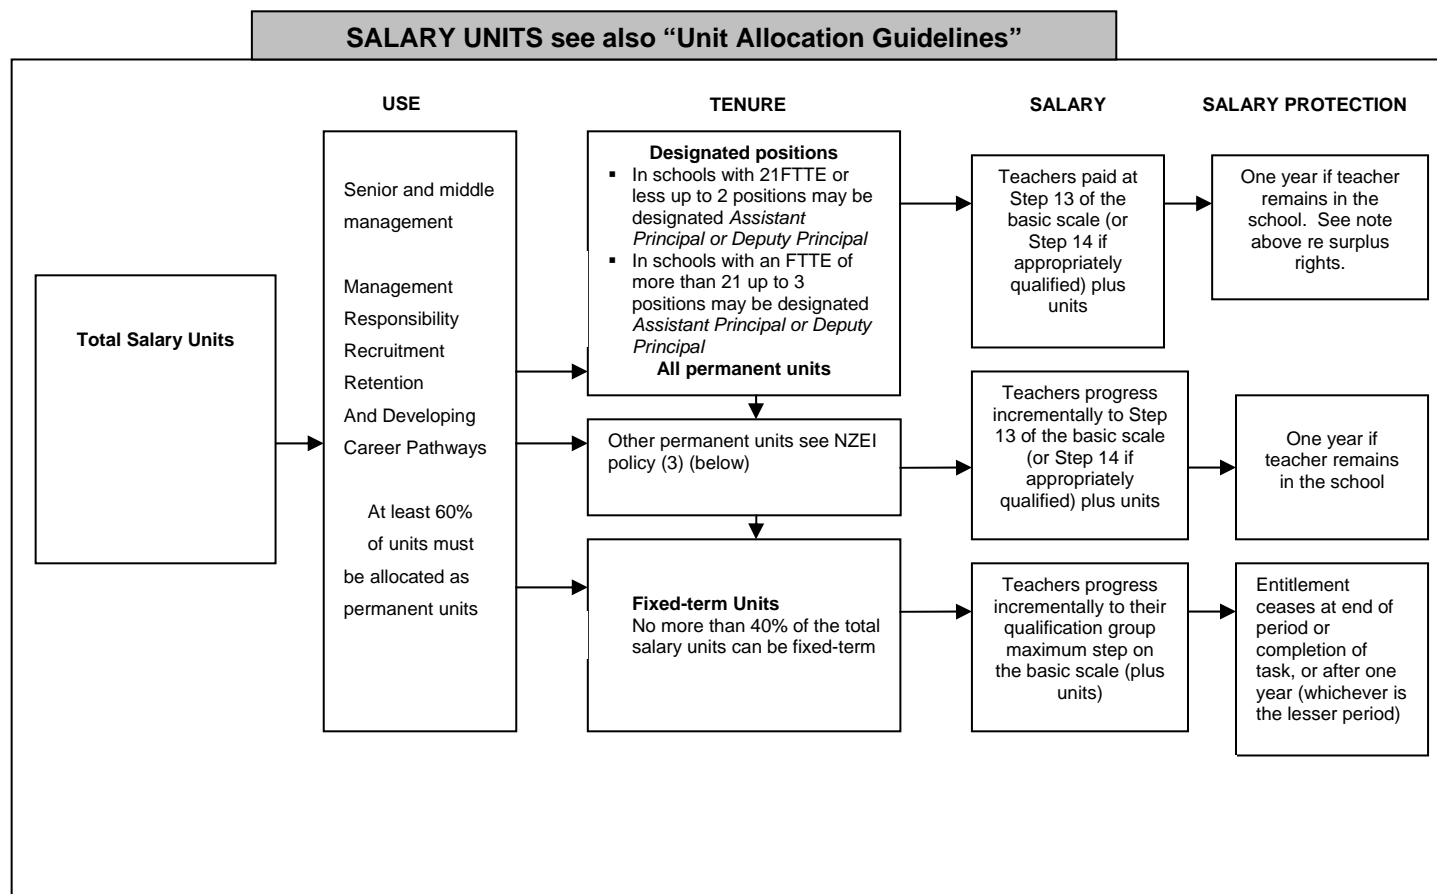 SALARY UNITS see also “Unit Allocation Guidelines”
USE
TENURE
SALARY
SALARY PROTECTION
Total Salary Units
Senior and middle
management
Management
Responsibility
Recruitment
Retention
And Developing
Career Pathways
At least 60%
of units must
be allocated as
permanent units
Designated positions
▪ In schools with 21FTTE or
less up to 2 positions may be
designated Assistant
Principal or Deputy Principal
▪ In schools with an FTTE of
more than 21 up to 3
positions may be designated
Assistant Principal or Deputy
Principal
All permanent units
Teachers paid at
Step 13 of the
basic scale (or
Step 14 if
appropriately
qualified) plus
units
One year if teacher
remains in the
school. See note
above re surplus
rights.
Other permanent units see NZEI
policy (3) (below)
Teachers progress
incrementally to Step
13 of the basic scale
(or Step 14 if
appropriately
qualified) plus units
One year if
teacher remains
in the school
Fixed-term Units
No more than 40% of the total
salary units can be fixed-term
Teachers progress
incrementally to their
qualification group
maximum step on
the basic scale (plus
units)
Entitlement
ceases at end of
period or
completion of
task, or after one
year (whichever is
the lesser period)